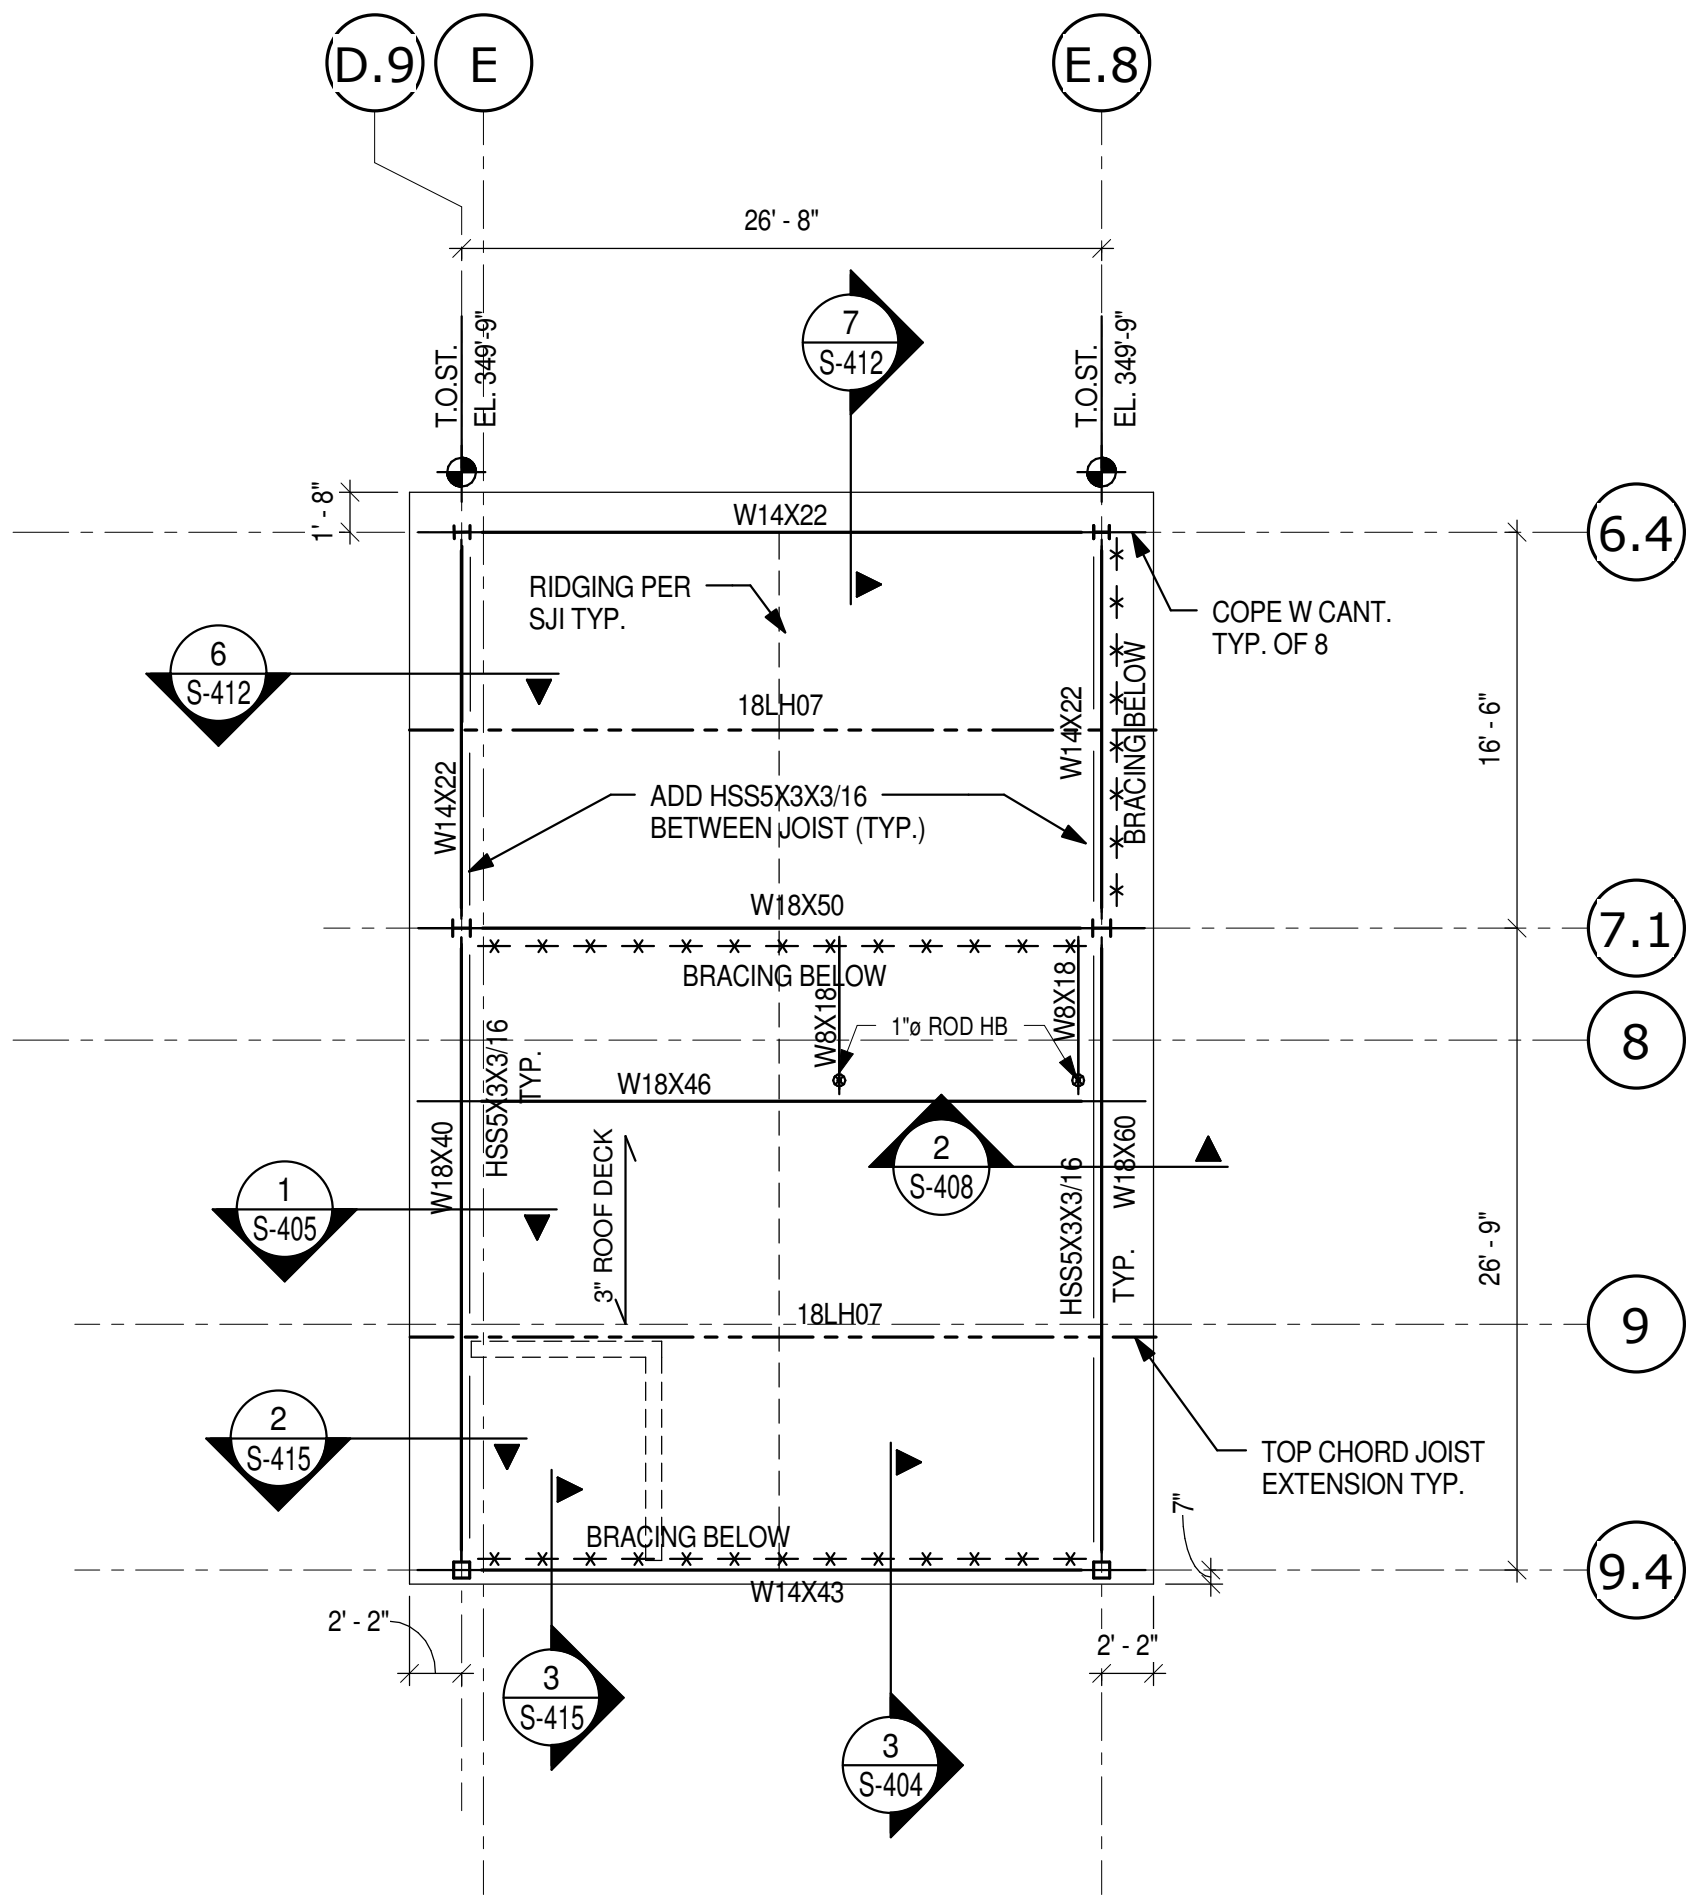 D.9
E
E.8
26' - 8"
T.O.ST.
EL. 349'-9"
7
S-412
T.O.ST.
EL. 349'-9"
1' - 8"
W14X22
6.4
RIDGING PER
SJI TYP.
COPE W CANT.
TYP. OF 8
6
S-412
18LH07
W14X22
BRACING BELOW
16' - 6"
W14X22
ADD HSS5X3X3/16
BETWEEN JOIST (TYP.)
W18X50
7.1
BRACING BELOW
W8X18
W8X18
1"ø ROD HB
8
HSS5X3X3/16
TYP.
W18X46
W18X40
2
S-408
W18X60
1
S-405
3" ROOF DECK
HSS5X3X3/16
TYP.
26' - 9"
18LH07
9
2
S-415
TOP CHORD JOIST
EXTENSION TYP.
7"
BRACING BELOW
W14X43
9.4
2' - 2"
2' - 2"
3
S-415
3
S-404